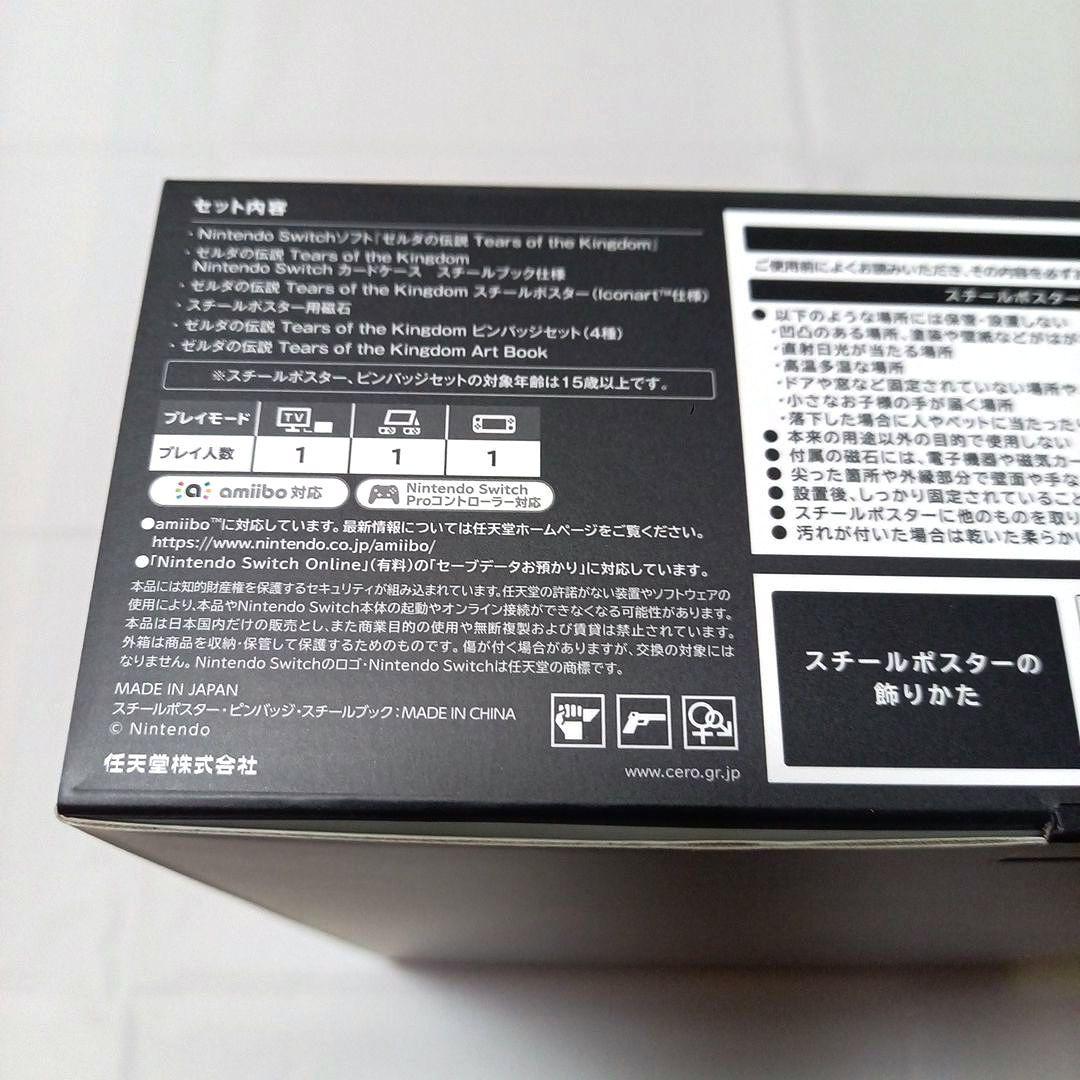 セット内容
・Nintendo Switchソフト『ゼルダの伝説 Tears of the Kingdom』
・ゼルダの伝説 Tears of the Kingdom
Nintendo Switch カードケース スチールブック仕様
・ゼルダの伝説 Tears of the Kingdom スチールポスター(Iconart™仕様)
・スチールポスター用磁石
・ゼルダの伝説 Tears of the Kingdom ピンバッジセット(4種)
・ゼルダの伝説 Tears of the Kingdom Art Book
※スチールポスター、ピンバッジセットの対象年齢は15歳以上です。
プレイモード TV
プレイ人数 1 1 1
amiibo 対応
Nintendo Switch
Proコントローラー対応
●amiibo™に対応しています。最新情報については任天堂ホームページをご覧ください。
https://www.nintendo.co.jp/amiibo/
●「Nintendo Switch Online」(有料)の「セーブデータお預かり」に対応しています。
本品には知的財産権を保護するセキュリティが組み込まれています。任天堂の許諾がない装置やソフトウェアの
使用により、本品やNintendo Switch本体の起動やオンライン接続ができなくなる可能性があります。
本品は日本国内だけの販売とし、また商業目的の使用や無断複製および賃貸は禁止されています。
外箱は商品を収納・保管して保護するためのものです。傷が付く場合がありますが、交換の対象には
なりません。Nintendo Switchのロゴ・Nintendo Switchは任天堂の商標です。
MADE IN JAPAN
スチールポスター・ピンバッジ・スチールブック：MADE IN CHINA
© Nintendo
任天堂株式会社
www.cero.gr.jp
ご使用前によくお読みいただき、その内容を必ず
スチールポスター
●以下のような場所には保管・設置しない
・凹凸のある場所、塗装や壁紙などがはが
・直射日光が当たる場所
・高温多湿な場所
・ドアや窓など固定されていない場所や
・小さなお子様の手が届く場所
・落下した場合に人やペットに当たった
●本来の用途以外の目的で使用しない
●付属の磁石には、電子機器や磁気カー
●尖った箇所や外縁部分で壁面や手な
●設置後、しっかり固定されていること
●スチールポスターに他のものを取り
●汚れが付いた場合は乾いた柔らか
スチールポスターの
飾りかた